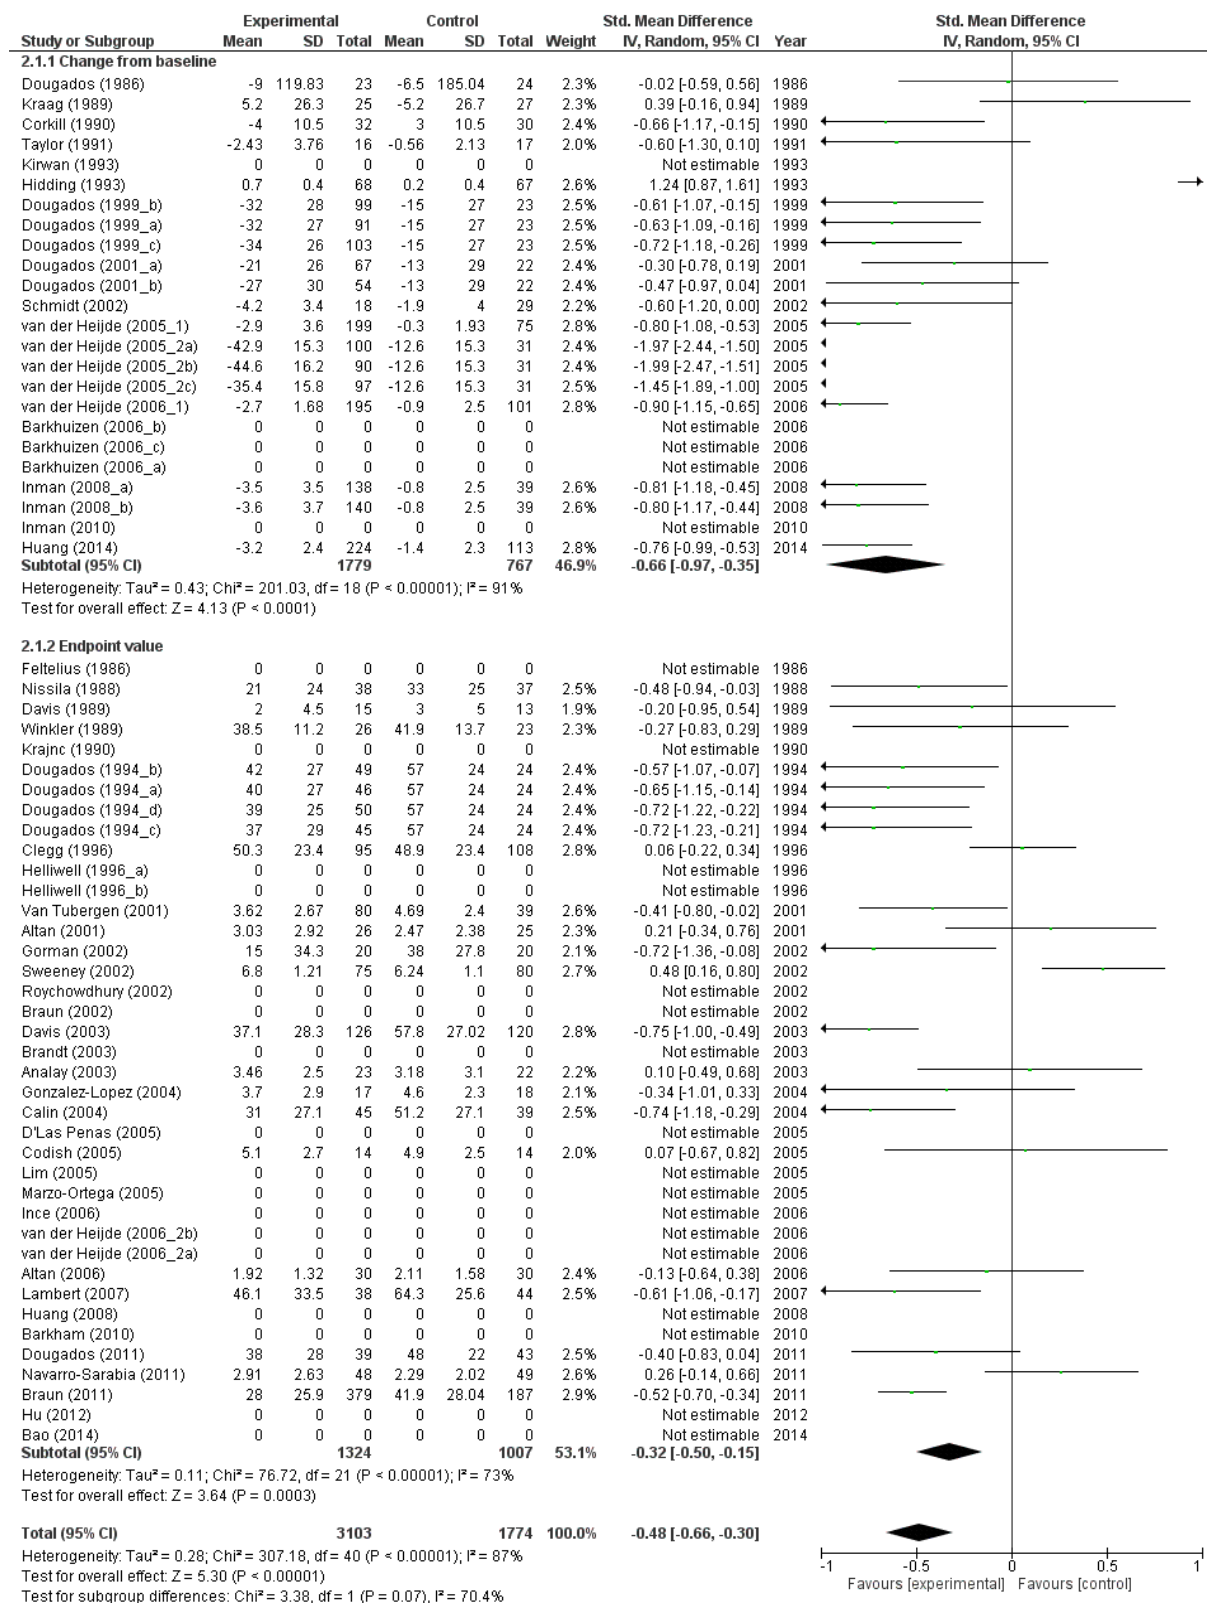 Experimental Control Std. Mean Difference Std. Mean Difference
Study or Subgroup Mean SD Total Mean SD Total Weight IV, Random, 95% CI Year IV, Random, 95% CI
2.1.1 Change from baseline
Dougados (1986) -9 119.83 23 -6.5 185.04 24 2.3% -0.02 [-0.59, 0.56] 1986
Kraag (1989) 5.2 26.3 25 -5.2 26.7 27 2.3% 0.39 [-0.16, 0.94] 1989
Corkill (1990) -4 10.5 32 3 10.5 30 2.4% -0.66 [-1.17, -0.15] 1990
Taylor (1991) -2.43 3.76 16 -0.56 2.13 17 2.0% -0.60 [-1.30, 0.10] 1991
Kirwan (1993) 0 0 0 0 0 0 Not estimable 1993
Hidding (1993) 0.7 0.4 68 0.2 0.4 67 2.6% 1.24 [0.87, 1.61] 1993
Dougados (1999_b) -32 28 99 -15 27 23 2.5% -0.61 [-1.07, -0.15] 1999
Dougados (1999_a) -32 27 91 -15 27 23 2.5% -0.63 [-1.09, -0.16] 1999
Dougados (1999_c) -34 26 103 -15 27 23 2.5% -0.72 [-1.18, -0.26] 1999
Dougados (2001_a) -21 26 67 -13 29 22 2.4% -0.30 [-0.78, 0.19] 2001
Dougados (2001_b) -27 30 54 -13 29 22 2.4% -0.47 [-0.97, 0.04] 2001
Schmidt (2002) -4.2 3.4 18 -1.9 4 29 2.2% -0.60 [-1.20, 0.00] 2002
van der Heijde (2005_1) -2.9 3.6 199 -0.3 1.93 75 2.8% -0.80 [-1.08, -0.53] 2005
van der Heijde (2005_2a) -42.9 15.3 100 -12.6 15.3 31 2.4% -1.97 [-2.44, -1.50] 2005
van der Heijde (2005_2b) -44.6 16.2 90 -12.6 15.3 31 2.4% -1.99 [-2.47, -1.51] 2005
van der Heijde (2005_2c) -35.4 15.8 97 -12.6 15.3 31 2.5% -1.45 [-1.89, -1.00] 2005
van der Heijde (2006_1) -2.7 1.68 195 -0.9 2.5 101 2.8% -0.90 [-1.15, -0.65] 2006
Barkhuizen (2006_b) 0 0 0 0 0 0 Not estimable 2006
Barkhuizen (2006_c) 0 0 0 0 0 0 Not estimable 2006
Barkhuizen (2006_a) 0 0 0 0 0 0 Not estimable 2006
Inman (2008_a) -3.5 3.5 138 -0.8 2.5 39 2.6% -0.81 [-1.18, -0.45] 2008
Inman (2008_b) -3.6 3.7 140 -0.8 2.5 39 2.6% -0.80 [-1.17, -0.44] 2008
Inman (2010) 0 0 0 0 0 0 Not estimable 2010
Huang (2014) -3.2 2.4 224 -1.4 2.3 113 2.8% -0.76 [-0.99, -0.53] 2014
Subtotal (95% CI) 1779 767 46.9% -0.66 [-0.97, -0.35]
Heterogeneity: Tau² = 0.43; Chi² = 201.03, df = 18 (P < 0.00001); I² = 91%
Test for overall effect: Z = 4.13 (P < 0.0001)
2.1.2 Endpoint value
Feltelius (1986) 0 0 0 0 0 0 Not estimable 1986
Nissila (1988) 21 24 38 33 25 37 2.5% -0.48 [-0.94, -0.03] 1988
Davis (1989) 2 4.5 15 3 5 13 1.9% -0.20 [-0.95, 0.54] 1989
Winkler (1989) 38.5 11.2 26 41.9 13.7 23 2.3% -0.27 [-0.83, 0.29] 1989
Krajnc (1990) 0 0 0 0 0 0 Not estimable 1990
Dougados (1994_b) 42 27 49 57 24 24 2.4% -0.57 [-1.07, -0.07] 1994
Dougados (1994_a) 40 27 46 57 24 24 2.4% -0.65 [-1.15, -0.14] 1994
Dougados (1994_d) 39 25 50 57 24 24 2.4% -0.72 [-1.22, -0.22] 1994
Dougados (1994_c) 37 29 45 57 24 24 2.4% -0.72 [-1.23, -0.21] 1994
Clegg (1996) 50.3 23.4 95 48.9 23.4 108 2.8% 0.06 [-0.22, 0.34] 1996
Helliwell (1996_a) 0 0 0 0 0 0 Not estimable 1996
Helliwell (1996_b) 0 0 0 0 0 0 Not estimable 1996
Van Tubergen (2001) 3.62 2.67 80 4.69 2.4 39 2.6% -0.41 [-0.80, -0.02] 2001
Altan (2001) 3.03 2.92 26 2.47 2.38 25 2.3% 0.21 [-0.34, 0.76] 2001
Gorman (2002) 15 34.3 20 38 27.8 20 2.1% -0.72 [-1.36, -0.08] 2002
Sweeney (2002) 6.8 1.21 75 6.24 1.1 80 2.7% 0.48 [0.16, 0.80] 2002
Roychowdhury (2002) 0 0 0 0 0 0 Not estimable 2002
Braun (2002) 0 0 0 0 0 0 Not estimable 2002
Davis (2003) 37.1 28.3 126 57.8 27.02 120 2.8% -0.75 [-1.00, -0.49] 2003
Brandt (2003) 0 0 0 0 0 0 Not estimable 2003
Analay (2003) 3.46 2.5 23 3.18 3.1 22 2.2% 0.10 [-0.49, 0.68] 2003
Gonzalez-Lopez (2004) 3.7 2.9 17 4.6 2.3 18 2.1% -0.34 [-1.01, 0.33] 2004
Calin (2004) 31 27.1 45 51.2 27.1 39 2.5% -0.74 [-1.18, -0.29] 2004
D'Las Penas (2005) 0 0 0 0 0 0 Not estimable 2005
Codish (2005) 5.1 2.7 14 4.9 2.5 14 2.0% 0.07 [-0.67, 0.82] 2005
Lim (2005) 0 0 0 0 0 0 Not estimable 2005
Marzo-Ortega (2005) 0 0 0 0 0 0 Not estimable 2005
Ince (2006) 0 0 0 0 0 0 Not estimable 2006
van der Heijde (2006_2b) 0 0 0 0 0 0 Not estimable 2006
van der Heijde (2006_2a) 0 0 0 0 0 0 Not estimable 2006
Altan (2006) 1.92 1.32 30 2.11 1.58 30 2.4% -0.13 [-0.64, 0.38] 2006
Lambert (2007) 46.1 33.5 38 64.3 25.6 44 2.5% -0.61 [-1.06, -0.17] 2007
Huang (2008) 0 0 0 0 0 0 Not estimable 2008
Barkham (2010) 0 0 0 0 0 0 Not estimable 2010
Dougados (2011) 38 28 39 48 22 43 2.5% -0.40 [-0.83, 0.04] 2011
Navarro-Sarabia (2011) 2.91 2.63 48 2.29 2.02 49 2.6% 0.26 [-0.14, 0.66] 2011
Braun (2011) 28 25.9 379 41.9 28.04 187 2.9% -0.52 [-0.70, -0.34] 2011
Hu (2012) 0 0 0 0 0 0 Not estimable 2012
Bao (2014) 0 0 0 0 0 0 Not estimable 2014
Subtotal (95% CI) 1324 1007 53.1% -0.32 [-0.50, -0.15]
Heterogeneity: Tau² = 0.11; Chi² = 76.72, df = 21 (P < 0.00001); I² = 73%
Test for overall effect: Z = 3.64 (P = 0.0003)
Total (95% CI) 3103 1774 100.0% -0.48 [-0.66, -0.30]
Heterogeneity: Tau² = 0.28; Chi² = 307.18, df = 40 (P < 0.00001); I² = 87%
Test for overall effect: Z = 5.30 (P < 0.00001)
Test for subgroup differences: Chi² = 3.38, df = 1 (P = 0.07), I² = 70.4%
-1 -0.5 0 0.5 1
Favours [experimental] Favours [control]